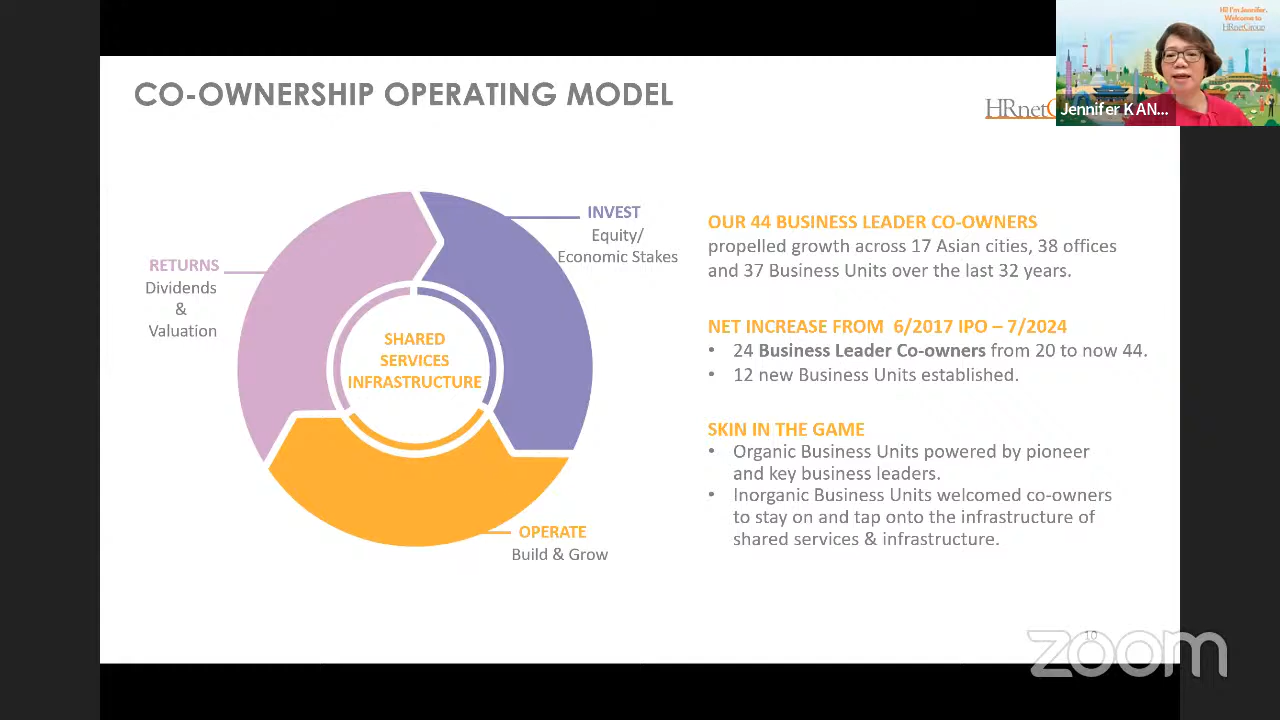 CO-OWNERSHIP OPERATING MODEL
HRnet
Hi! I'm Jennifer,
Welcome to
HRnetGroup
Jennifer KAN...
RETURNS
Dividends
&
Valuation
INVEST
Equity/
Economic Stakes
SHARED
SERVICES
INFRASTRUCTURE
OPERATE
Build & Grow
OUR 44 BUSINESS LEADER CO-OWNERS
propelled growth across 17 Asian cities, 38 offices
and 37 Business Units over the last 32 years.
NET INCREASE FROM 6/2017 IPO – 7/2024
• 24 Business Leader Co-owners from 20 to now 44.
• 12 new Business Units established.
SKIN IN THE GAME
• Organic Business Units powered by pioneer
and key business leaders.
• Inorganic Business Units welcomed co-owners
to stay on and tap onto the infrastructure of
shared services & infrastructure.
10
zoom